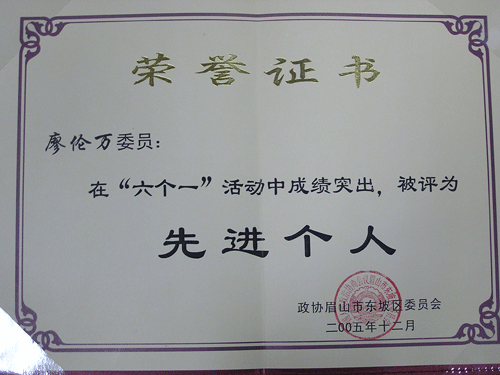 荣誉证书
廖伦万委员：
在“六个一”活动中成绩突出，被评为
先进个人
政协眉山市东坡区委员会
二00五年十二月